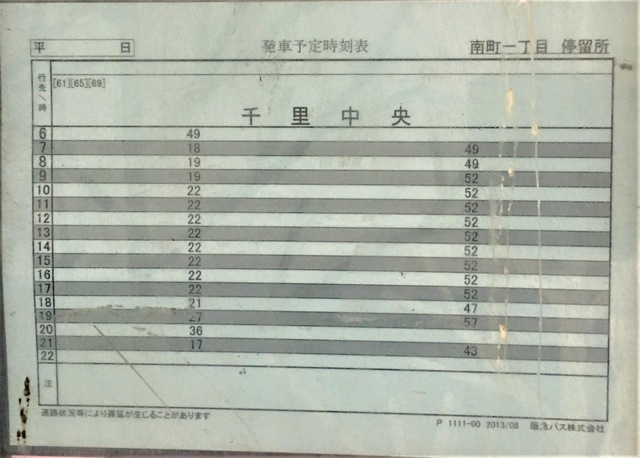 平 日
発車予定時刻表
南町一丁目 停留所
行先/時
[61][65][69]
千里中央
6 49
7 18 49
8 19 49
9 19 52
10 22 52
11 22 52
12 22 52
13 22 52
14 22 52
15 22 52
16 22 52
17 22 52
18 21 47
19 57
20 36
21 17 43
22
注
道路状況等により遅延が生じることがあります
P 1111-00 2013/08 阪急バス株式会社